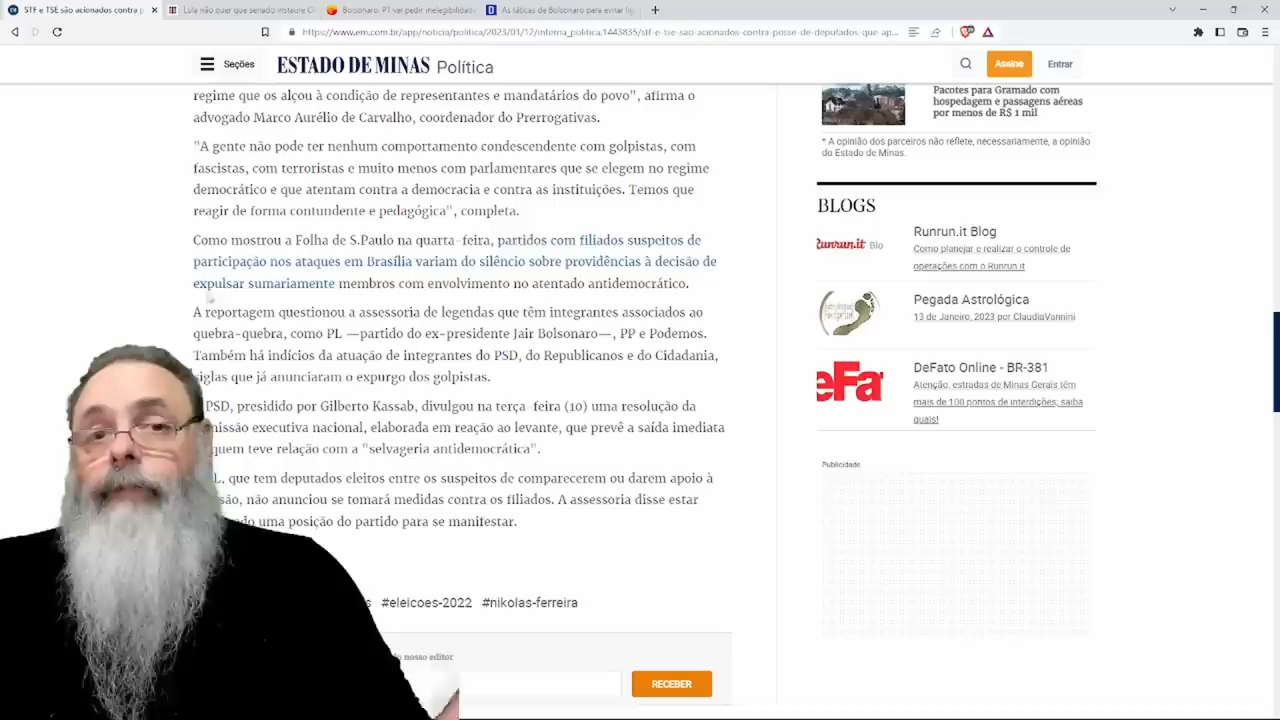 STF e TSE são acionados contra p
Lula não quer que Senado instaure C
Bolsonaro: PT vai pedir inelegibilidad
As táticas de Bolsonaro para evitar lig
https://www.em.com.br/app/noticia/politica/2023/01/12/interna_politica,1443835/stf-e-tse-sao-acionados-contra-posse-de-deputados-que-ap...
Seções
ESTADO DE MINAS Política
Assine
Entrar
regime que os alçou à condição de representantes e mandatários do povo", afirma o
advogado Marco Aurélio de Carvalho, coordenador do Prerrogativas.
"A gente não pode ter nenhum comportamento condescendente com golpistas, com
fascistas, com terroristas e muito menos com parlamentares que se elegem no regime
democrático e que atentam contra a democracia e contra as instituições. Temos que
reagir de forma contundente e pedagógica", completa.
Como mostrou a Folha de S.Paulo na quarta-feira, partidos com filiados suspeitos de
participação nos ataques em Brasília variam do silêncio sobre providências à decisão de
expulsar sumariamente membros com envolvimento no atentado antidemocrático.
A reportagem questionou a assessoria de legendas que têm integrantes associados ao
quebra-quebra, como PL —partido do ex-presidente Jair Bolsonaro—, PP e Podemos.
Também há indícios da atuação de integrantes do PSD, do Republicanos e do Cidadania,
siglas que já anunciaram o expurgo dos golpistas.
PSD, presidido por Gilberto Kassab, divulgou na terça-feira (10) uma resolução da
executiva nacional, elaborada em reação ao levante, que prevê a saída imediata
quem teve relação com a "selvageria antidemocrática".
L, que tem deputados eleitos entre os suspeitos de comparecerem ou darem apoio à
são, não anunciou se tomará medidas contra os filiados. A assessoria disse estar
do uma posição do partido para se manifestar.
s #eleicoes-2022 #nikolas-ferreira
nosso editor
RECEBER
Pacotes para Gramado com
hospedagem e passagens aéreas
por menos de R$ 1 mil
* A opinião dos parceiros não reflete, necessariamente, a opinião
do Estado de Minas.
BLOGS
Runrun.it Blo
Runrun.it Blog
Como planejar e realizar o controle de
operações com o Runrun.it
Pegada Astrológica
13 de Janeiro, 2023 por ClaudiaVannini
eFa
DeFato Online - BR-381
Atenção, estradas de Minas Gerais têm
mais de 100 pontos de interdições; saiba
quais!
Publicidade